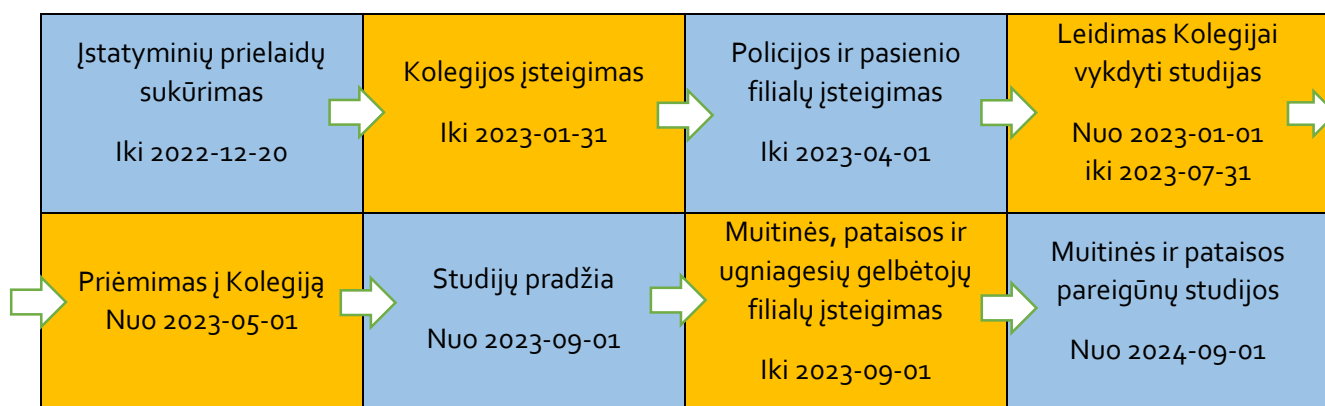 Įstatyminių prielaidų
sukūrimas
Iki 2022-12-20
Kolegijos įsteigimas
Iki 2023-01-31
Policijos ir pasienio
filialų įsteigimas
Iki 2023-04-01
Leidimas Kolegijai
vykdyti studijas
Nuo 2023-01-01
iki 2023-07-31
Priėmimas į Kolegiją
Nuo 2023-05-01
Studijų pradžia
Nuo 2023-09-01
Muitinės, pataisos ir
ugniagesių gelbėtojų
filialų įsteigimas
Iki 2023-09-01
Muitinės ir pataisos
pareigūnų studijos
Nuo 2024-09-01